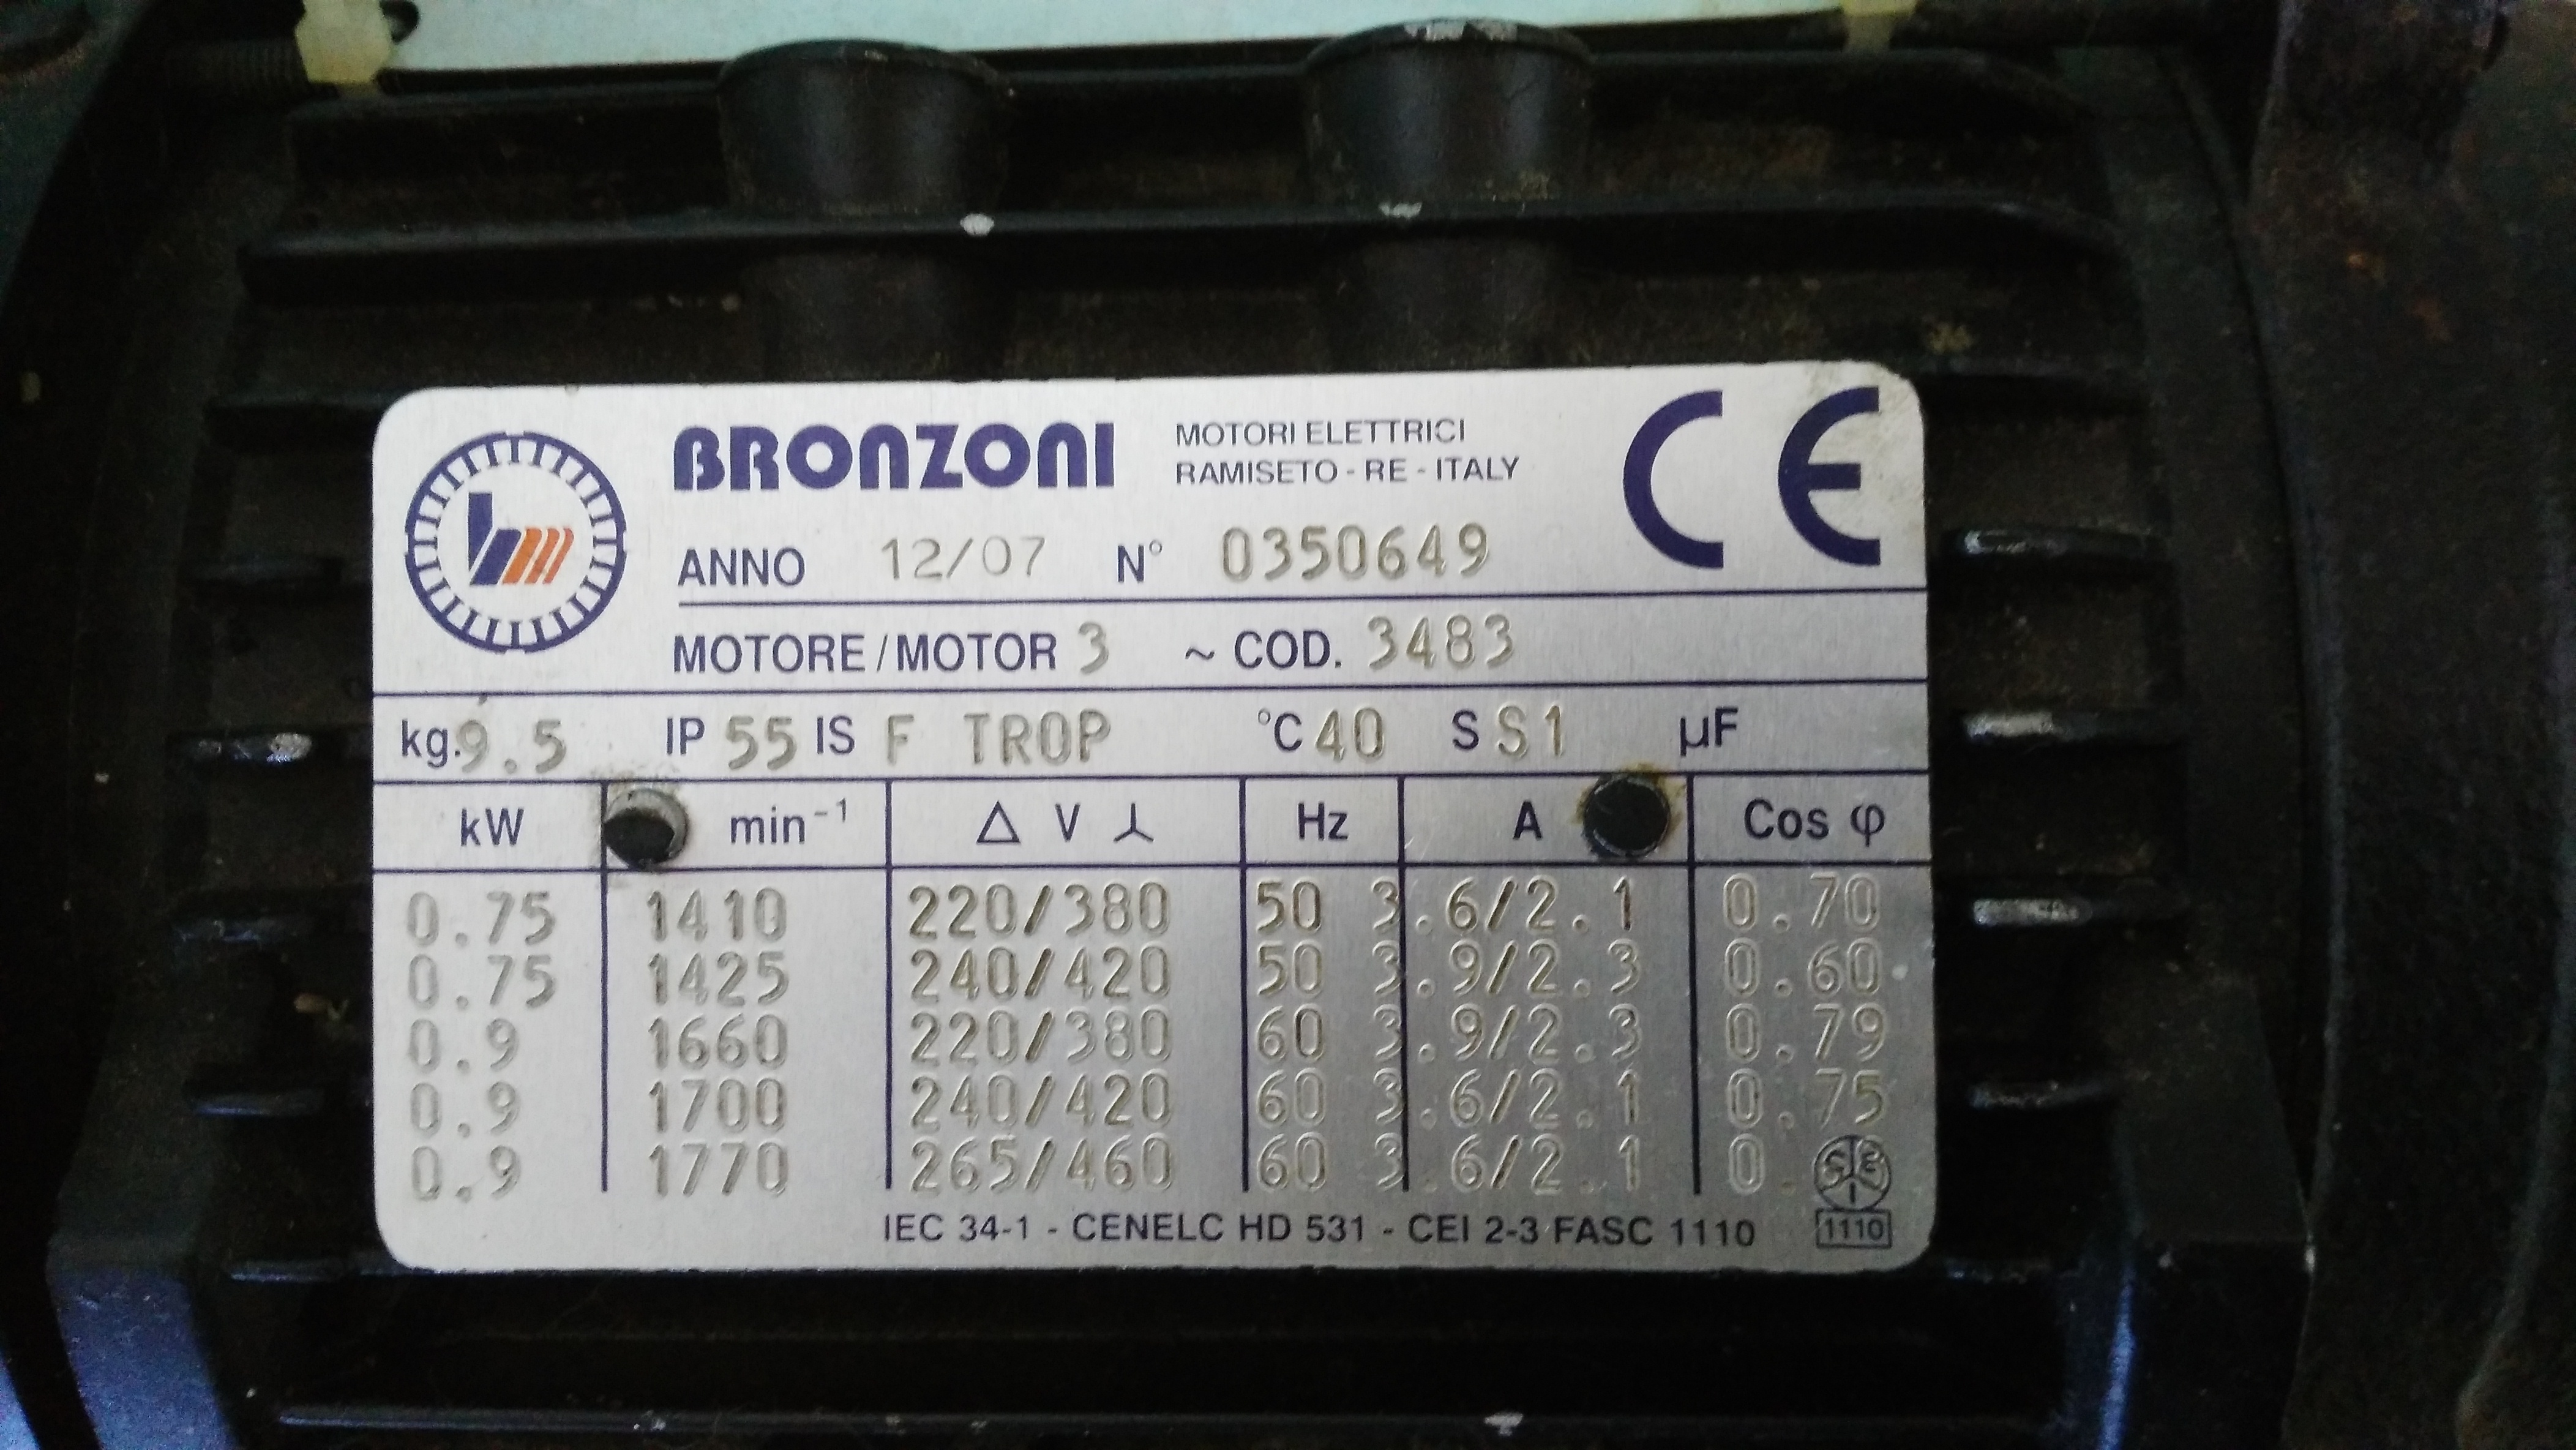 BRONZONI
MOTORI ELETTRICI
RAMISETO - RE - ITALY
CE
bm
ANNO 12/07 N° 0350649
MOTORE/MOTOR 3 ~ COD. 3483
kg. 9.5 IP 55 IS F TROP °C 40 S S1 µF
kW min⁻¹ △ V ⅄ Hz A Cos φ
0.75 1410 220/380 50 3.6/2.1 0.70
0.75 1425 240/420 50 3.9/2.3 0.60
0.9 1660 220/380 60 3.9/2.3 0.79
0.9 1700 240/420 60 3.6/2.1 0.75
0.9 1770 265/460 60 3.6/2.1
IEC 34-1 - CENELC HD 531 - CEI 2-3 FASC 1110
1110